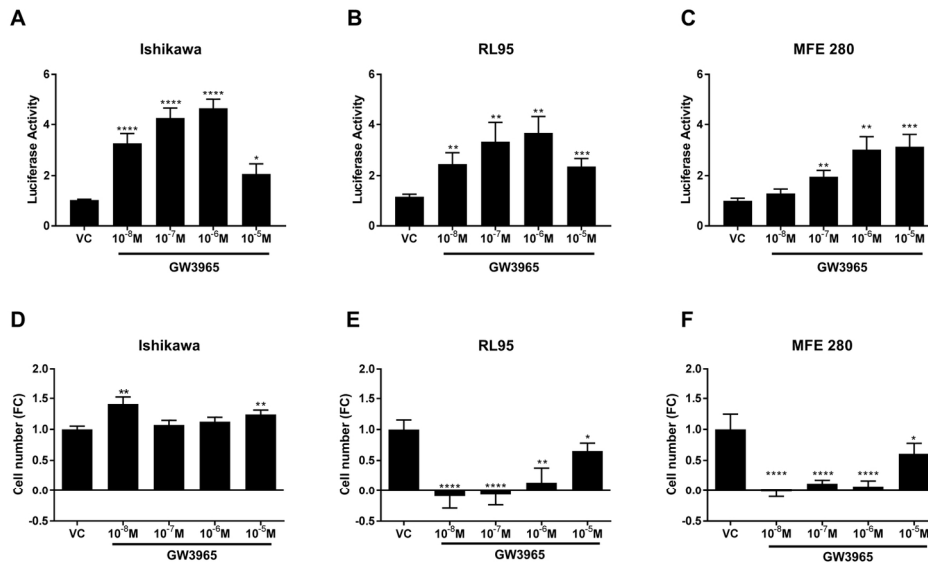 A
Ishikawa
Luciferase Activity
6
4
2
0
****
****
****
*
VC
10⁻⁸M
10⁻⁷M
10⁻⁶M
10⁻⁵M
GW3965
B
RL95
Luciferase Activity
6
4
2
0
**
**
**
***
VC
10⁻⁸M
10⁻⁷M
10⁻⁶M
10⁻⁵M
GW3965
C
MFE 280
Luciferase Activity
6
4
2
0
**
**
***
VC
10⁻⁸M
10⁻⁷M
10⁻⁶M
10⁻⁵M
GW3965
D
Ishikawa
Cell number (FC)
2.0
1.5
1.0
0.5
0.0
-0.5
**
**
VC
10⁻⁸M
10⁻⁷M
10⁻⁶M
10⁻⁵M
GW3965
E
RL95
Cell number (FC)
2.0
1.5
1.0
0.5
0.0
-0.5
****
****
**
*
VC
10⁻⁸M
10⁻⁷M
10⁻⁶M
10⁻⁵M
GW3965
F
MFE 280
Cell number (FC)
2.0
1.5
1.0
0.5
0.0
-0.5
****
****
****
*
VC
10⁻⁸M
10⁻⁷M
10⁻⁶M
10⁻⁵M
GW3965